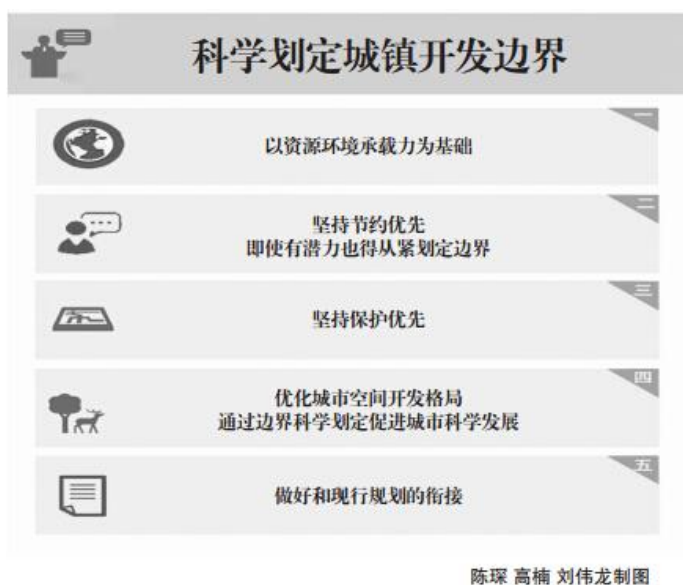 科学划定城镇开发边界
一
以资源环境承载力为基础
二
坚持节约优先
即使有潜力也得从紧划定边界
三
坚持保护优先
四
优化城市空间开发格局
通过边界科学划定促进城市科学发展
五
做好和现行规划的衔接
陈琛 高楠 刘伟龙制图